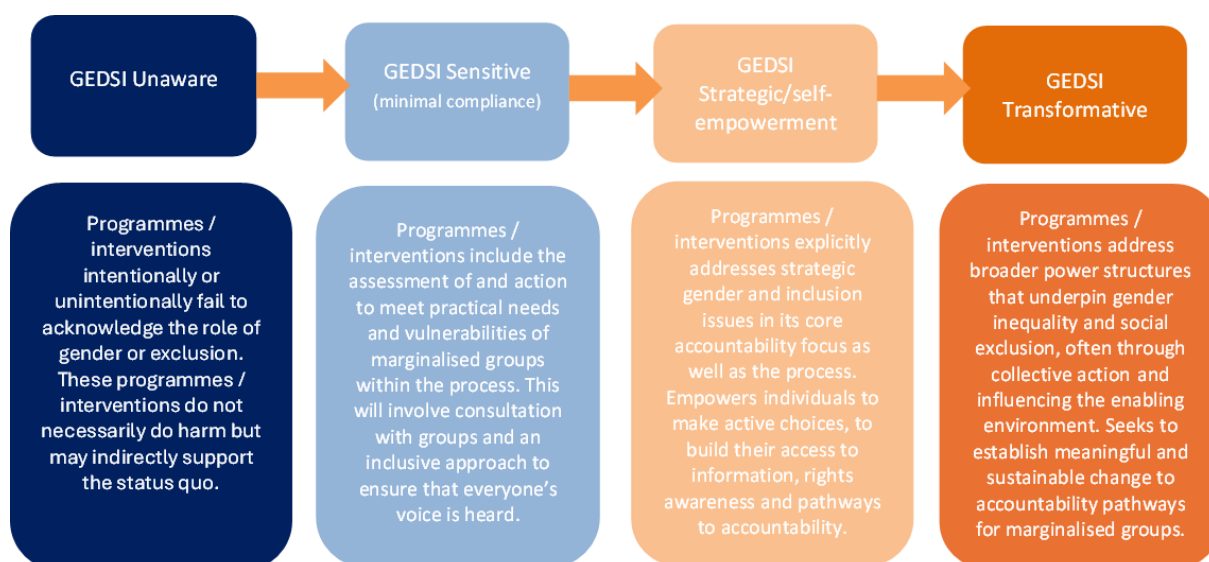 GEDSI Unaware
GEDSI Sensitive
(minimal compliance)
GEDSI
Strategic/self-
empowerment
GEDSI
Transformative
Programmes /
interventions
intentionally or
unintentionally fail to
acknowledge the role of
gender or exclusion.
These programmes /
interventions do not
necessarily do harm but
may indirectly support
the status quo.
Programmes /
interventions include the
assessment of and action
to meet practical needs
and vulnerabilities of
marginalised groups
within the process. This
will involve consultation
with groups and an
inclusive approach to
ensure that everyone's
voice is heard.
Programmes /
interventions explicitly
addresses strategic
gender and inclusion
issues in its core
accountability focus as
well as the process.
Empowers individuals to
make active choices, to
build their access to
information, rights
awareness and pathways
to accountability.
Programmes /
interventions address
broader power structures
that underpin gender
inequality and social
exclusion, often through
collective action and
influencing the enabling
environment. Seeks to
establish meaningful and
sustainable change to
accountability pathways
for marginalised groups.